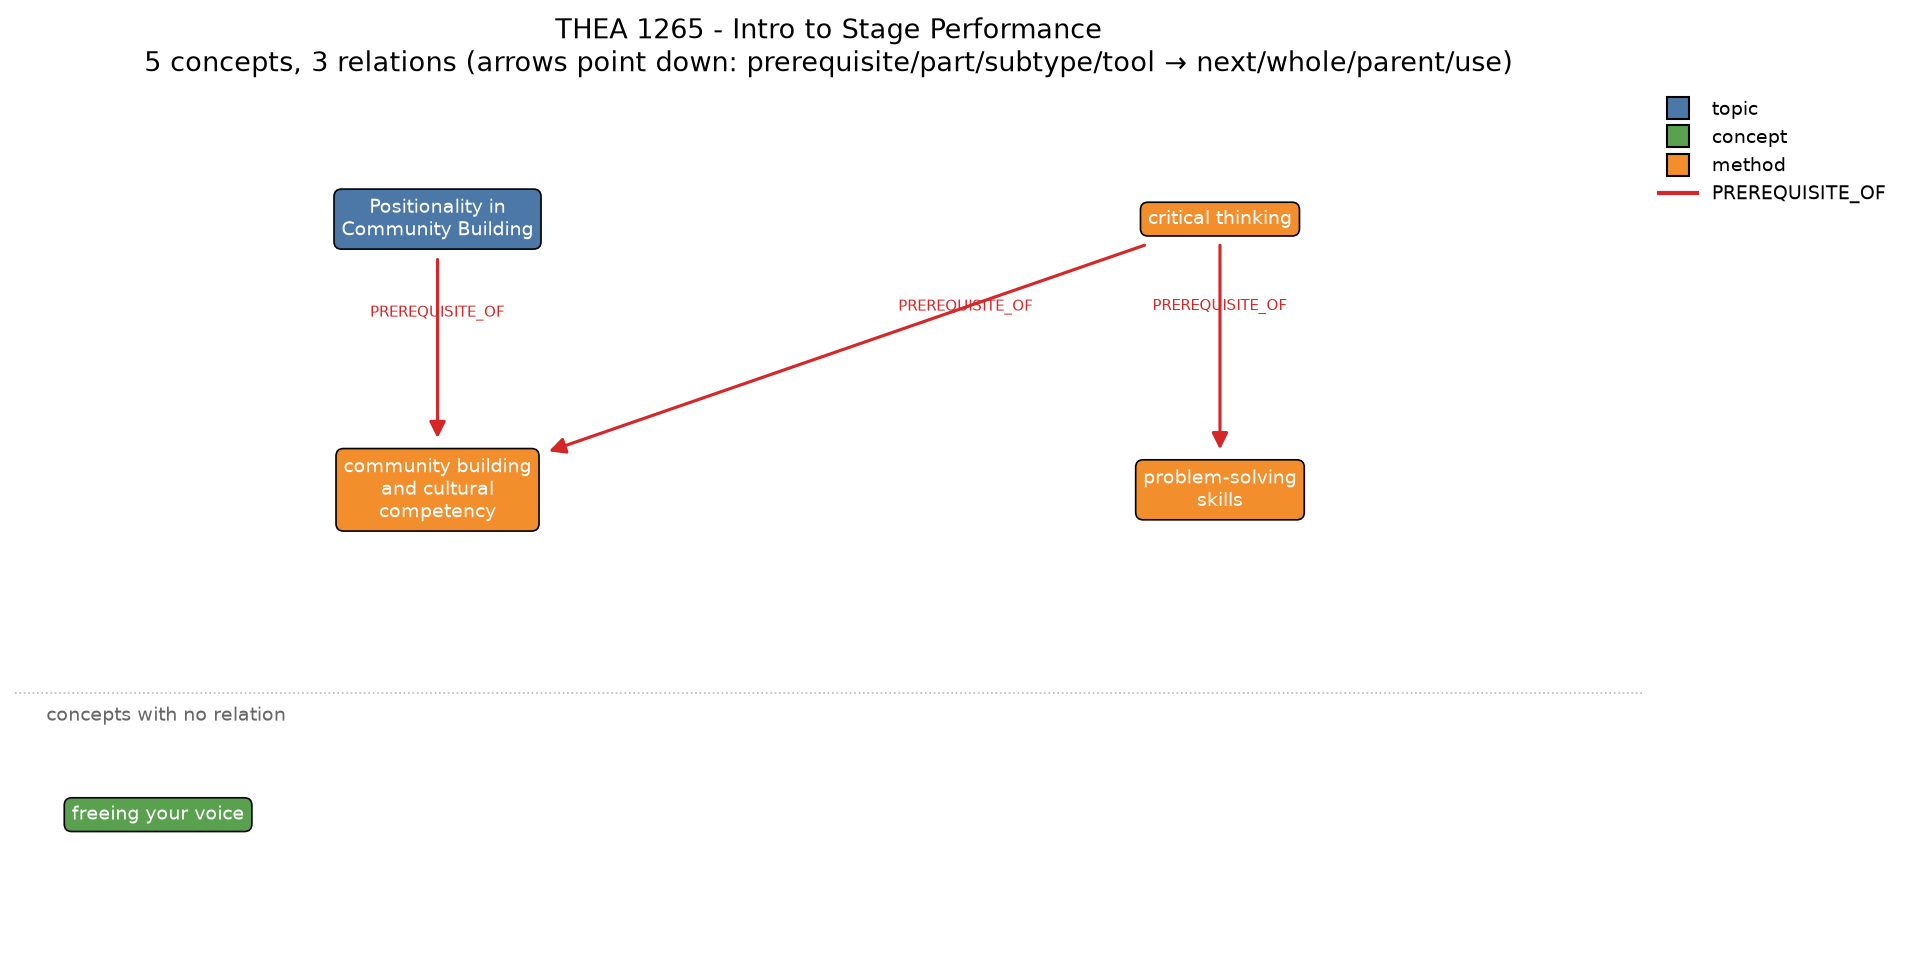 THEA 1265 - Intro to Stage Performance
5 concepts, 3 relations (arrows point down: prerequisite/part/subtype/tool → next/whole/parent/use)
topic
concept
method
PREREQUISITE_OF
Positionality in
Community Building
critical thinking
PREREQUISITE_OF
PREREQUISITE_OF
PREREQUISITE_OF
community building
and cultural
competency
problem-solving
skills
concepts with no relation
freeing your voice